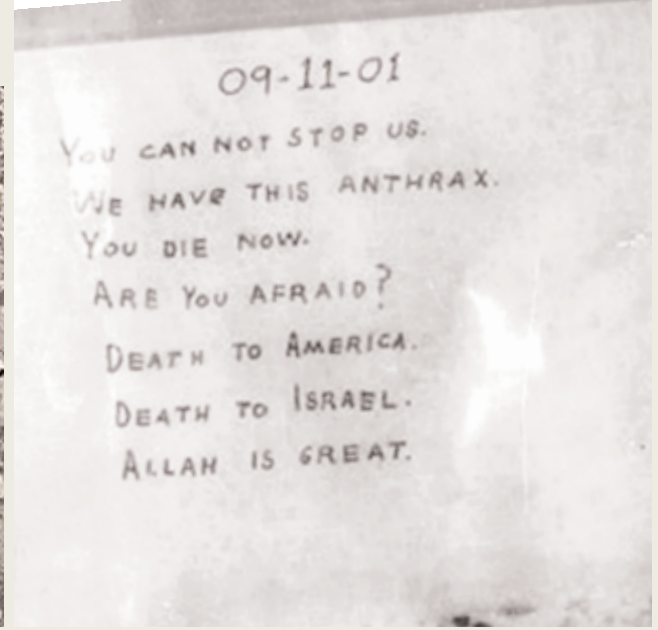 09-11-01
YOU CAN NOT STOP US.
WE HAVE THIS ANTHRAX.
YOU DIE NOW.
ARE YOU AFRAID?
DEATH TO AMERICA.
DEATH TO ISRAEL.
ALLAH IS GREAT.